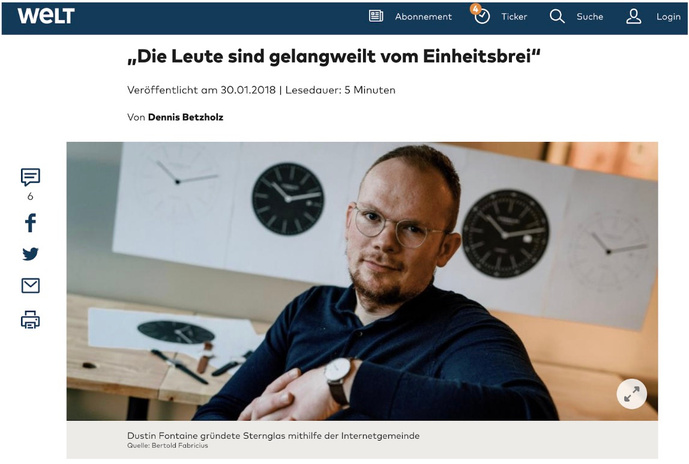 WELT
Abonnement
4
Ticker
Suche
Login
„Die Leute sind gelangweilt vom Einheitsbrei“
Veröffentlicht am 30.01.2018 | Lesedauer: 5 Minuten
Von Dennis Betzholz
6
Dustin Fontaine gründete Sternglas mithilfe der Internetgemeinde
Quelle: Bertold Fabricius